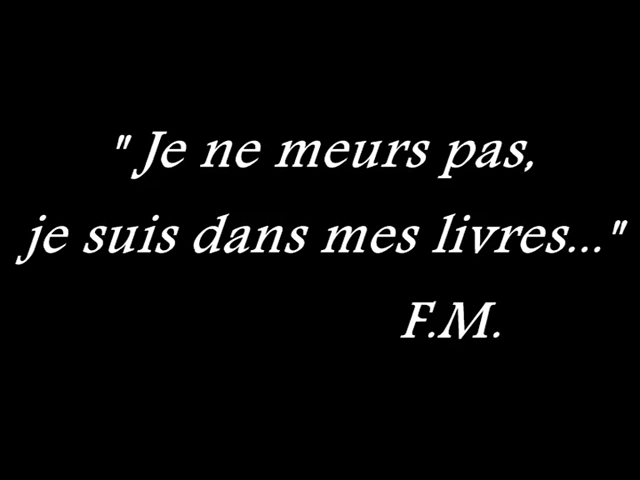 " Je ne meurs pas,
je suis dans mes livres..."
F.M.